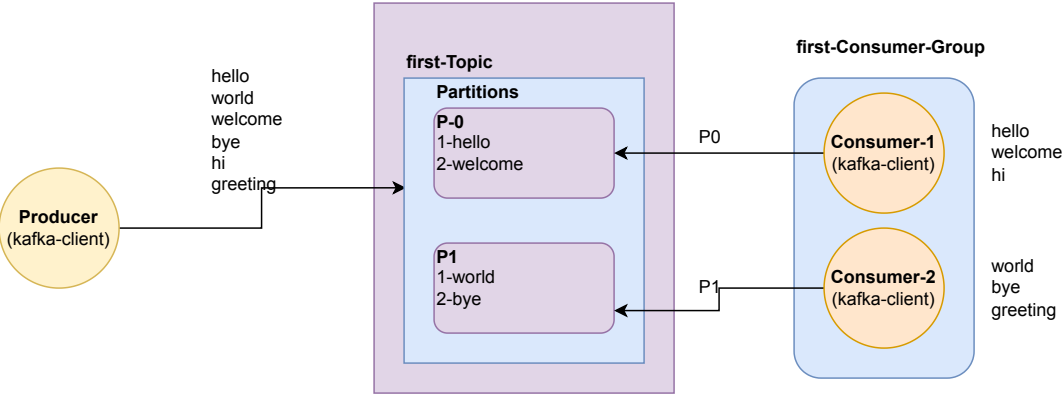 hello
world
welcome
bye
hi
greeting
Producer
(kafka-client)
first-Topic
Partitions
P-0
1-hello
2-welcome
P1
1-world
2-bye
P0
P1
first-Consumer-Group
Consumer-1
(kafka-client)
hello
welcome
hi
Consumer-2
(kafka-client)
world
bye
greeting